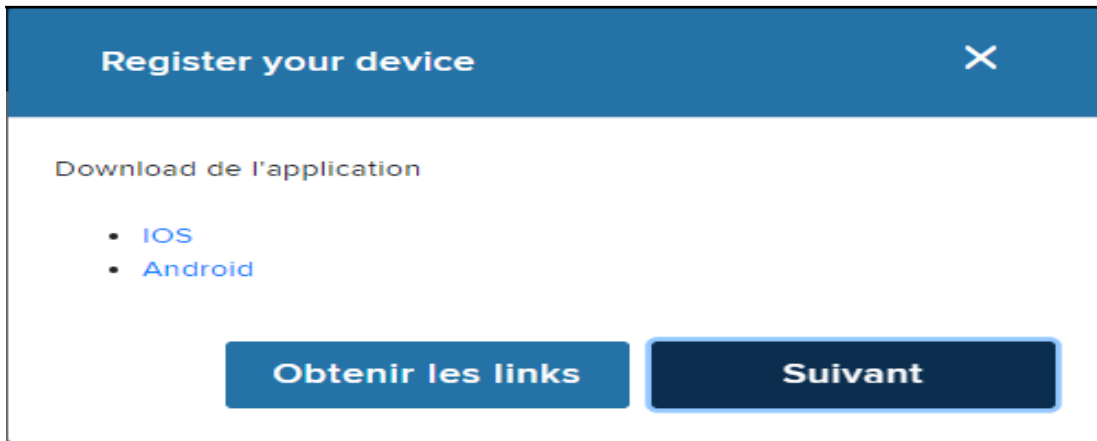 Register your device
Download de l'application
IOS
Android
Obtenir les links
Suivant